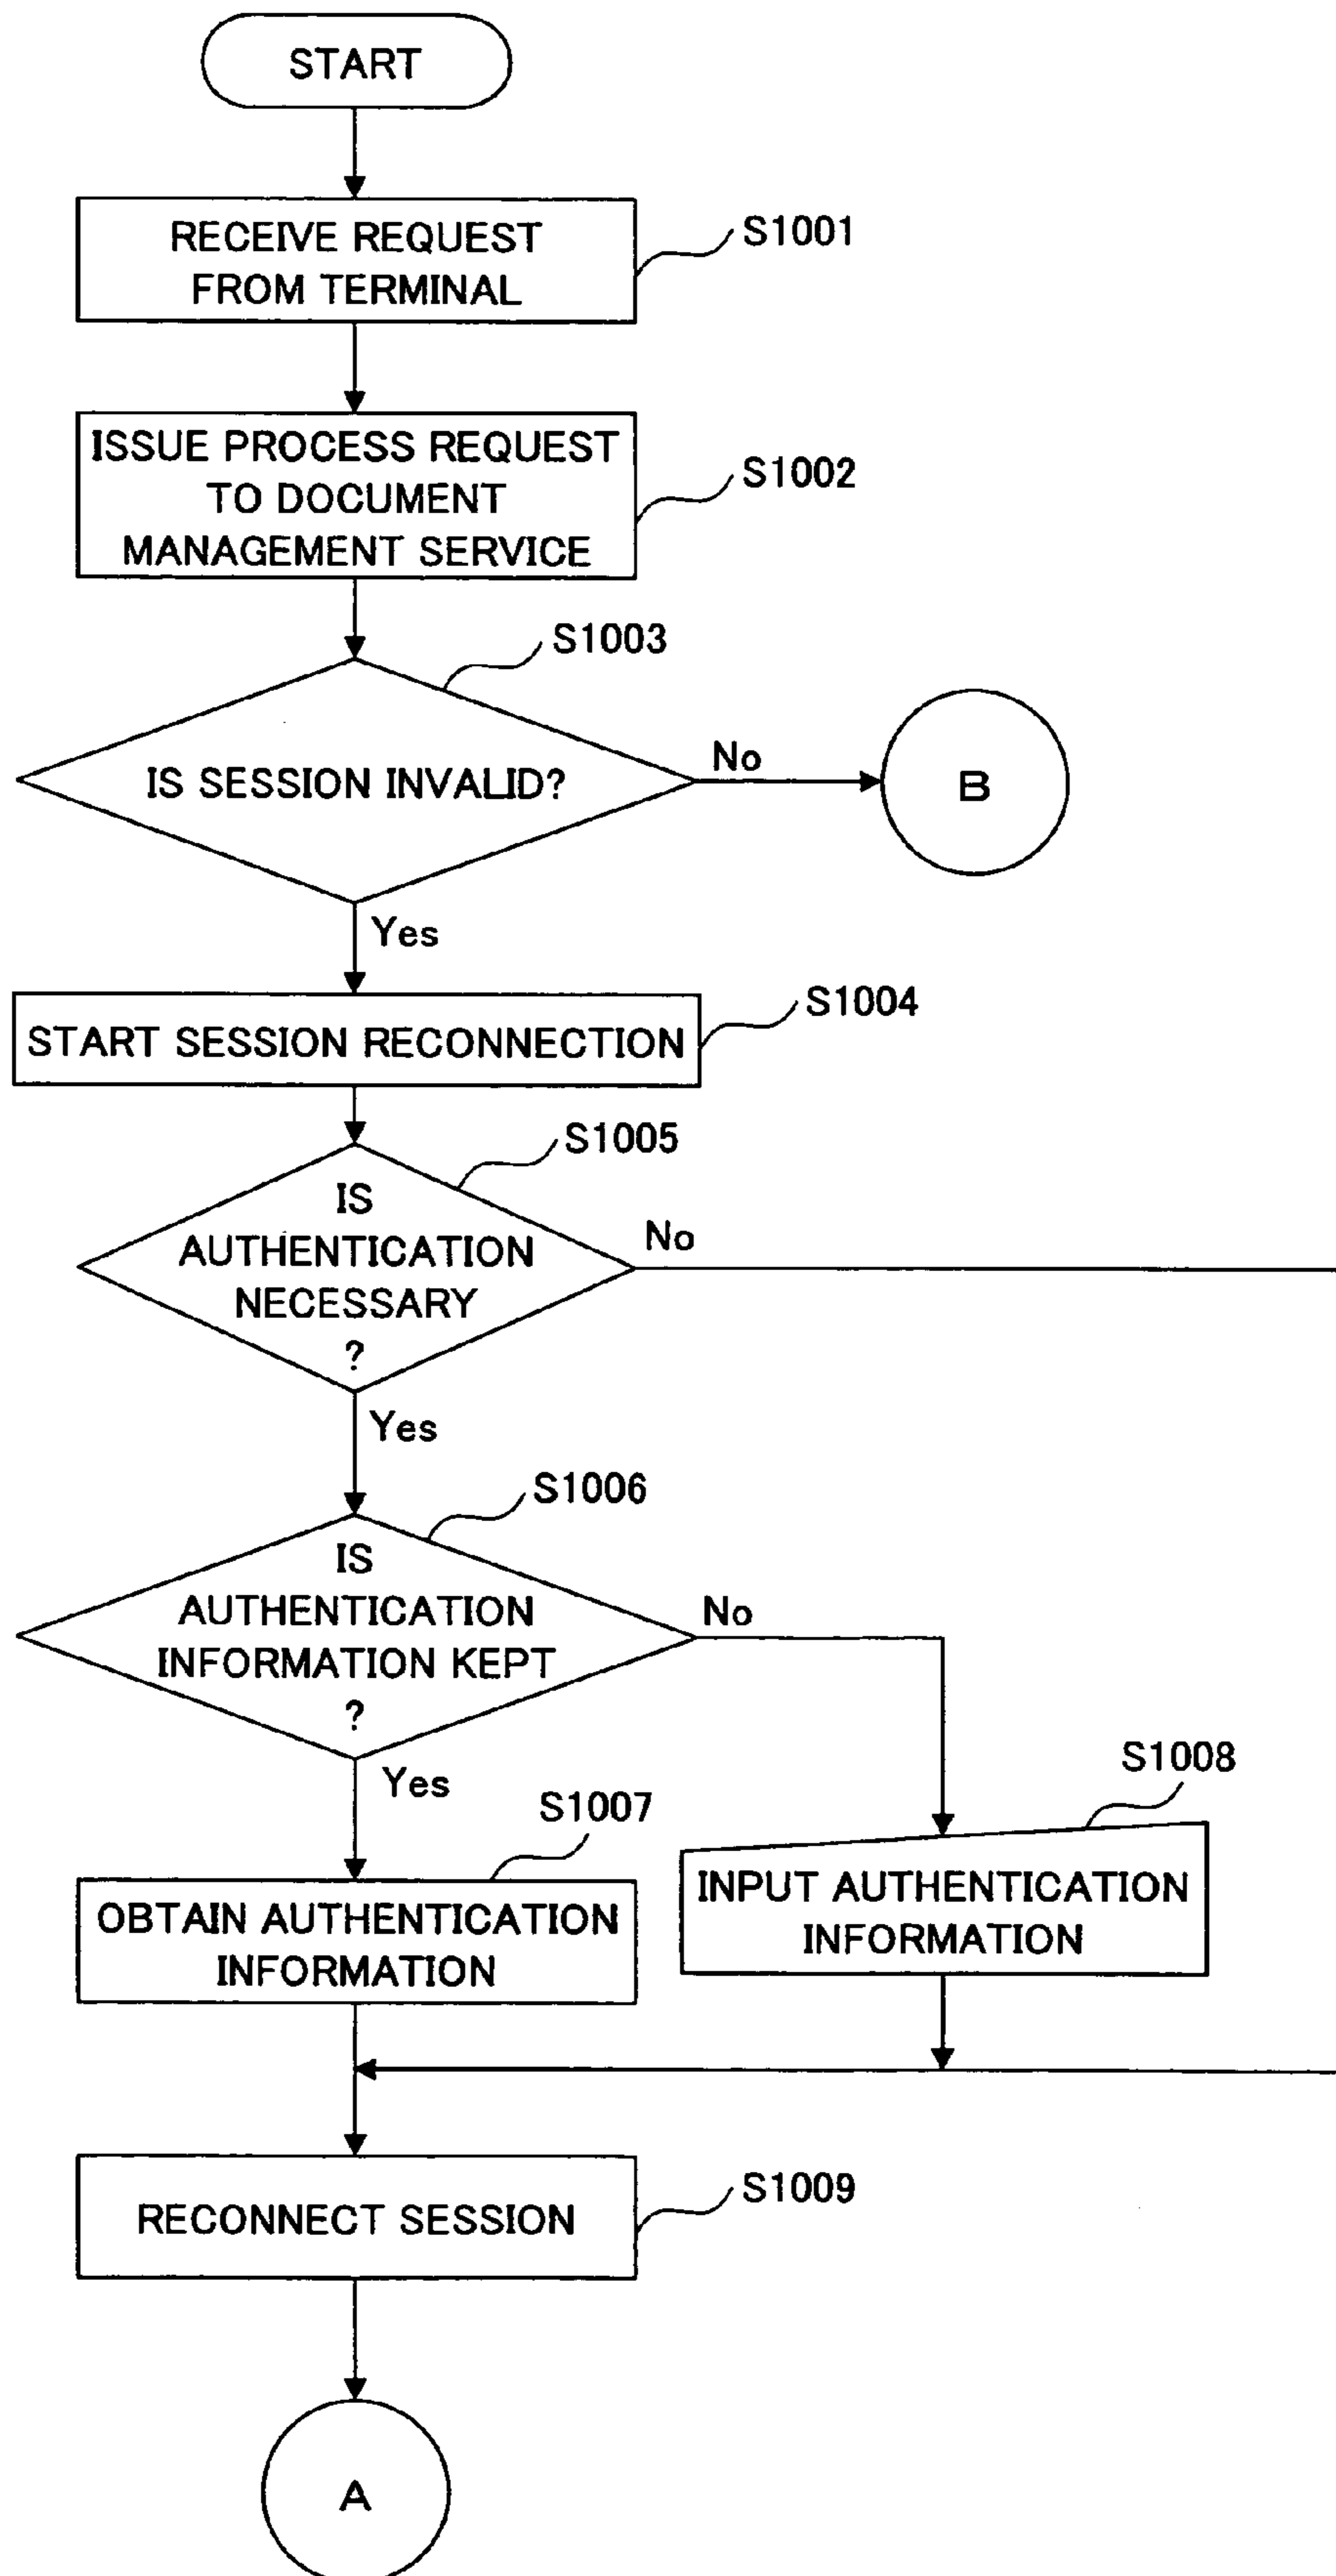 START
RECEIVE REQUEST
FROM TERMINAL
S1001
ISSUE PROCESS REQUEST
TO DOCUMENT
MANAGEMENT SERVICE
S1002
S1003
IS SESSION INVALID?
No
B
Yes
START SESSION RECONNECTION
S1004
S1005
IS
AUTHENTICATION
NECESSARY
?
No
Yes
S1006
IS
AUTHENTICATION
INFORMATION KEPT
?
No
Yes
S1007
OBTAIN AUTHENTICATION
INFORMATION
S1008
INPUT AUTHENTICATION
INFORMATION
RECONNECT SESSION
S1009
A